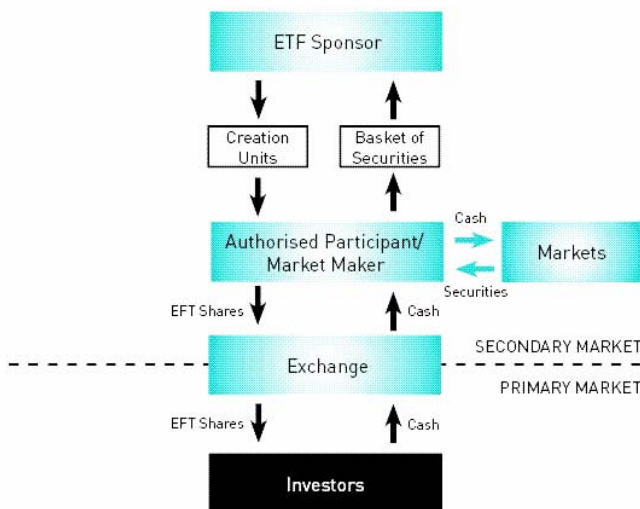 ETF Sponsor
Creation
Units
Basket of
Securities
Authorised Participant/
Market Maker
Cash
Securities
Markets
EFT Shares
Cash
Exchange
SECONDARY MARKET
PRIMARY MARKET
EFT Shares
Cash
Investors